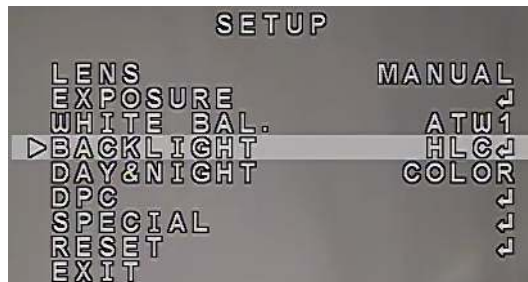 SETUP
LENS MANUAL
EXPOSURE ↲
WHITE BAL. ATW1
▷BACKLIGHT HLC↲
DAY&NIGHT COLOR
DPC ↲
SPECIAL ↲
RESET ↲
EXIT